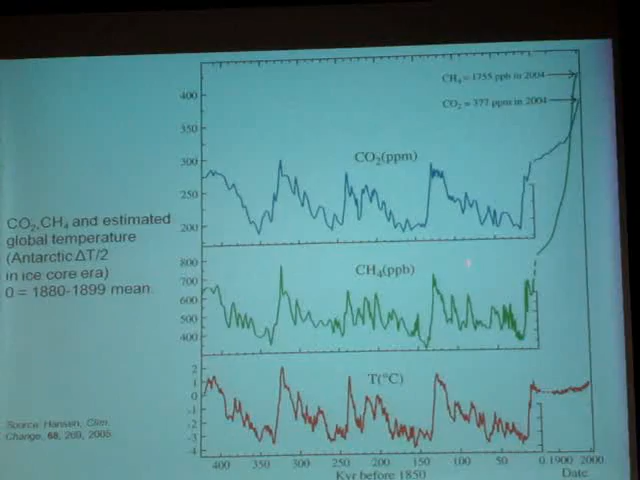 CH₄ = 1755 ppb in 2004
CO₂ = 377 ppm in 2004
400
350
300
250
200
CO₂(ppm)
CO₂,CH₄ and estimated
global temperature
(Antarctic ΔT/2
in ice core era)
0 = 1880-1899 mean.
800
700
600
500
400
CH₄(ppb)
2
1
0
-1
-2
-3
-4
T(°C)
Source: Hansen, Clim.
Change, 68, 269, 2005.
400 350 300 250 200 150 100 50 0 1900 2000
Kyr before 1850 Date